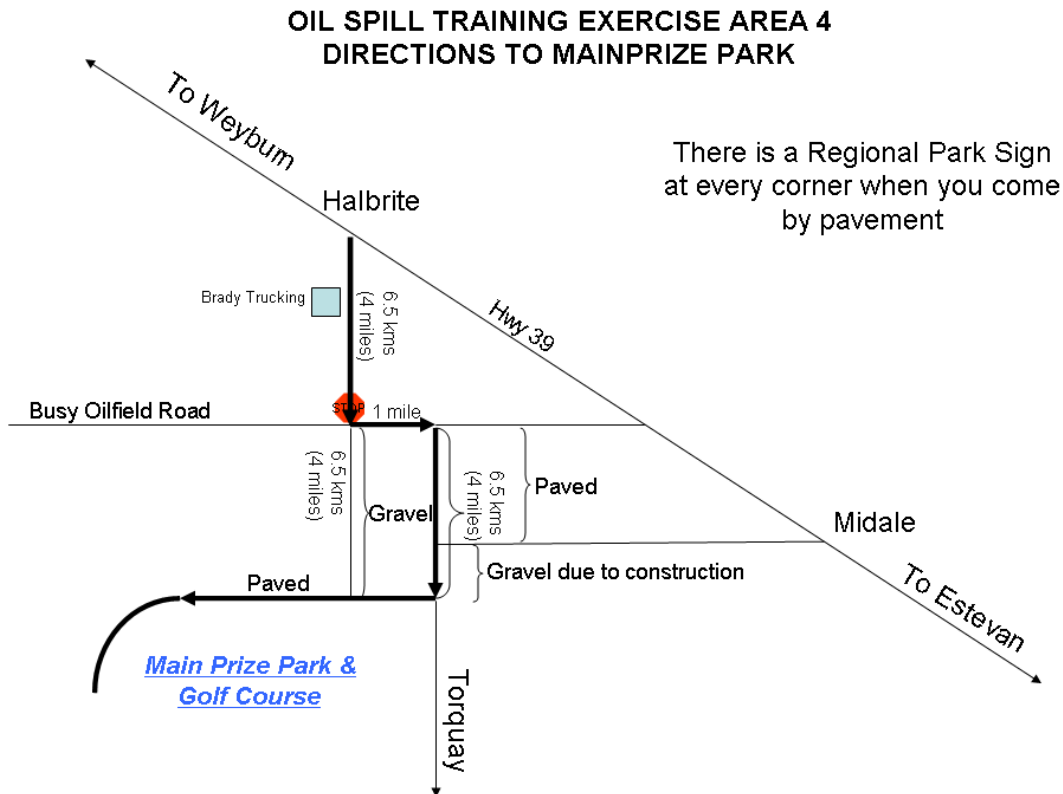 OIL SPILL TRAINING EXERCISE AREA 4
DIRECTIONS TO MAINPRIZE PARK
To Weyburn
There is a Regional Park Sign
at every corner when you come
by pavement
Halbrite
Brady Trucking
6.5 kms
(4 miles)
Hwy 39
STOP
Busy Oilfield Road
1 mile
6.5 kms
(4 miles)
Gravel
6.5 kms
(4 miles)
Paved
Midale
Gravel due to construction
To Estevan
Paved
Main Prize Park &
Golf Course
Torquay